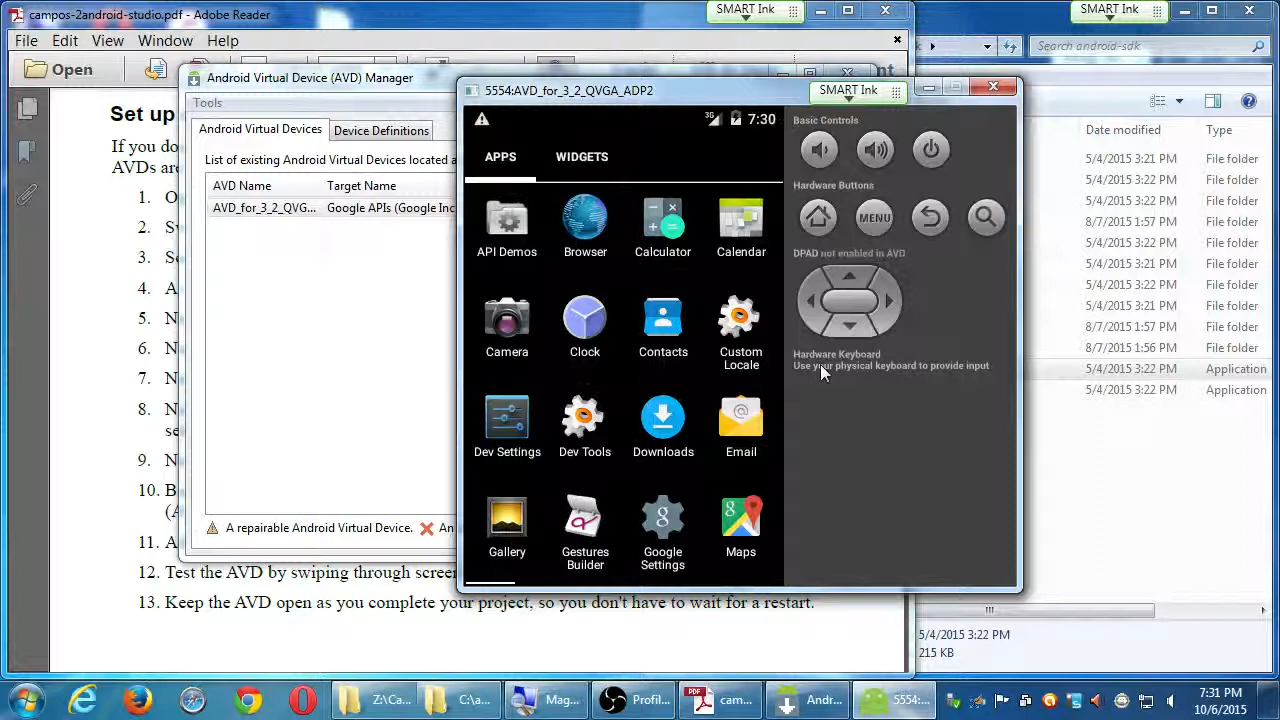 campos-2android-studio.pdf - Adobe Reader
SMART Ink
SMART Ink
File Edit View Window Help
Search android-sdk
Open
Android Virtual Device (AVD) Manager
5554:AVD_for_3_2_QVGA_ADP2
SMART Ink
Tools
Set up
If you do
AVDs are
Android Virtual Devices
Device Definitions
List of existing Android Virtual Devices located a
AVD Name
Target Name
AVD_for_3_2_QVG...
Google APIs (Google Inc
1. O
2. S
3. Se
4. A
5. N
6. N
7. N
8. N
se
9. N
10. B
(A
11. A
12. Test the AVD by swiping through scree
13. Keep the AVD open as you complete your project, so you don't have to wait for a restart.
A repairable Android Virtual Device.
An
3G
7:30
APPS
WIDGETS
API Demos
Browser
Calculator
Calendar
Camera
Clock
Contacts
Custom
Locale
Dev Settings
Dev Tools
Downloads
Email
Gallery
Gestures
Builder
Google
Settings
Maps
Basic Controls
Hardware Buttons
MENU
DPAD not enabled in AVD
Hardware Keyboard
Use your physical keyboard to provide input
Date modified
Type
5/4/2015 3:21 PM File folder
5/4/2015 3:22 PM File folder
5/4/2015 3:22 PM File folder
8/7/2015 1:57 PM File folder
5/4/2015 3:22 PM File folder
5/4/2015 3:21 PM File folder
5/4/2015 3:22 PM File folder
5/4/2015 3:21 PM File folder
8/7/2015 1:57 PM File folder
8/7/2015 1:56 PM File folder
5/4/2015 3:22 PM Application
5/4/2015 3:22 PM Application
5/4/2015 3:22 PM
215 KB
Z:\Ca...
C:\a...
Mag...
Profil...
PDF
cam...
Andr...
5554:...
7:31 PM
10/6/2015